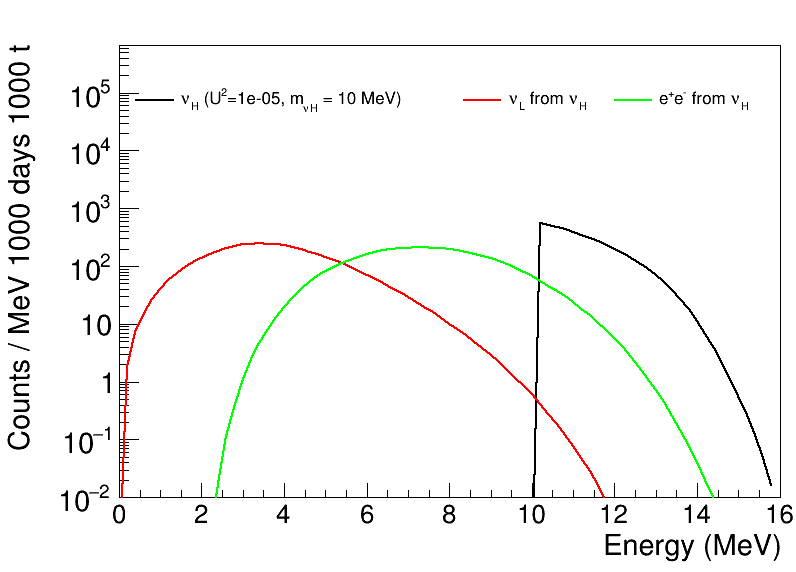 Counts / MeV 1000 days 1000 t
10⁵
10⁴
10³
10²
10
1
10⁻¹
10⁻²
ν_H (U²=1e-05, m_νH = 10 MeV) ν_L from ν_H e⁺e⁻ from ν_H
0 2 4 6 8 10 12 14 16
Energy (MeV)